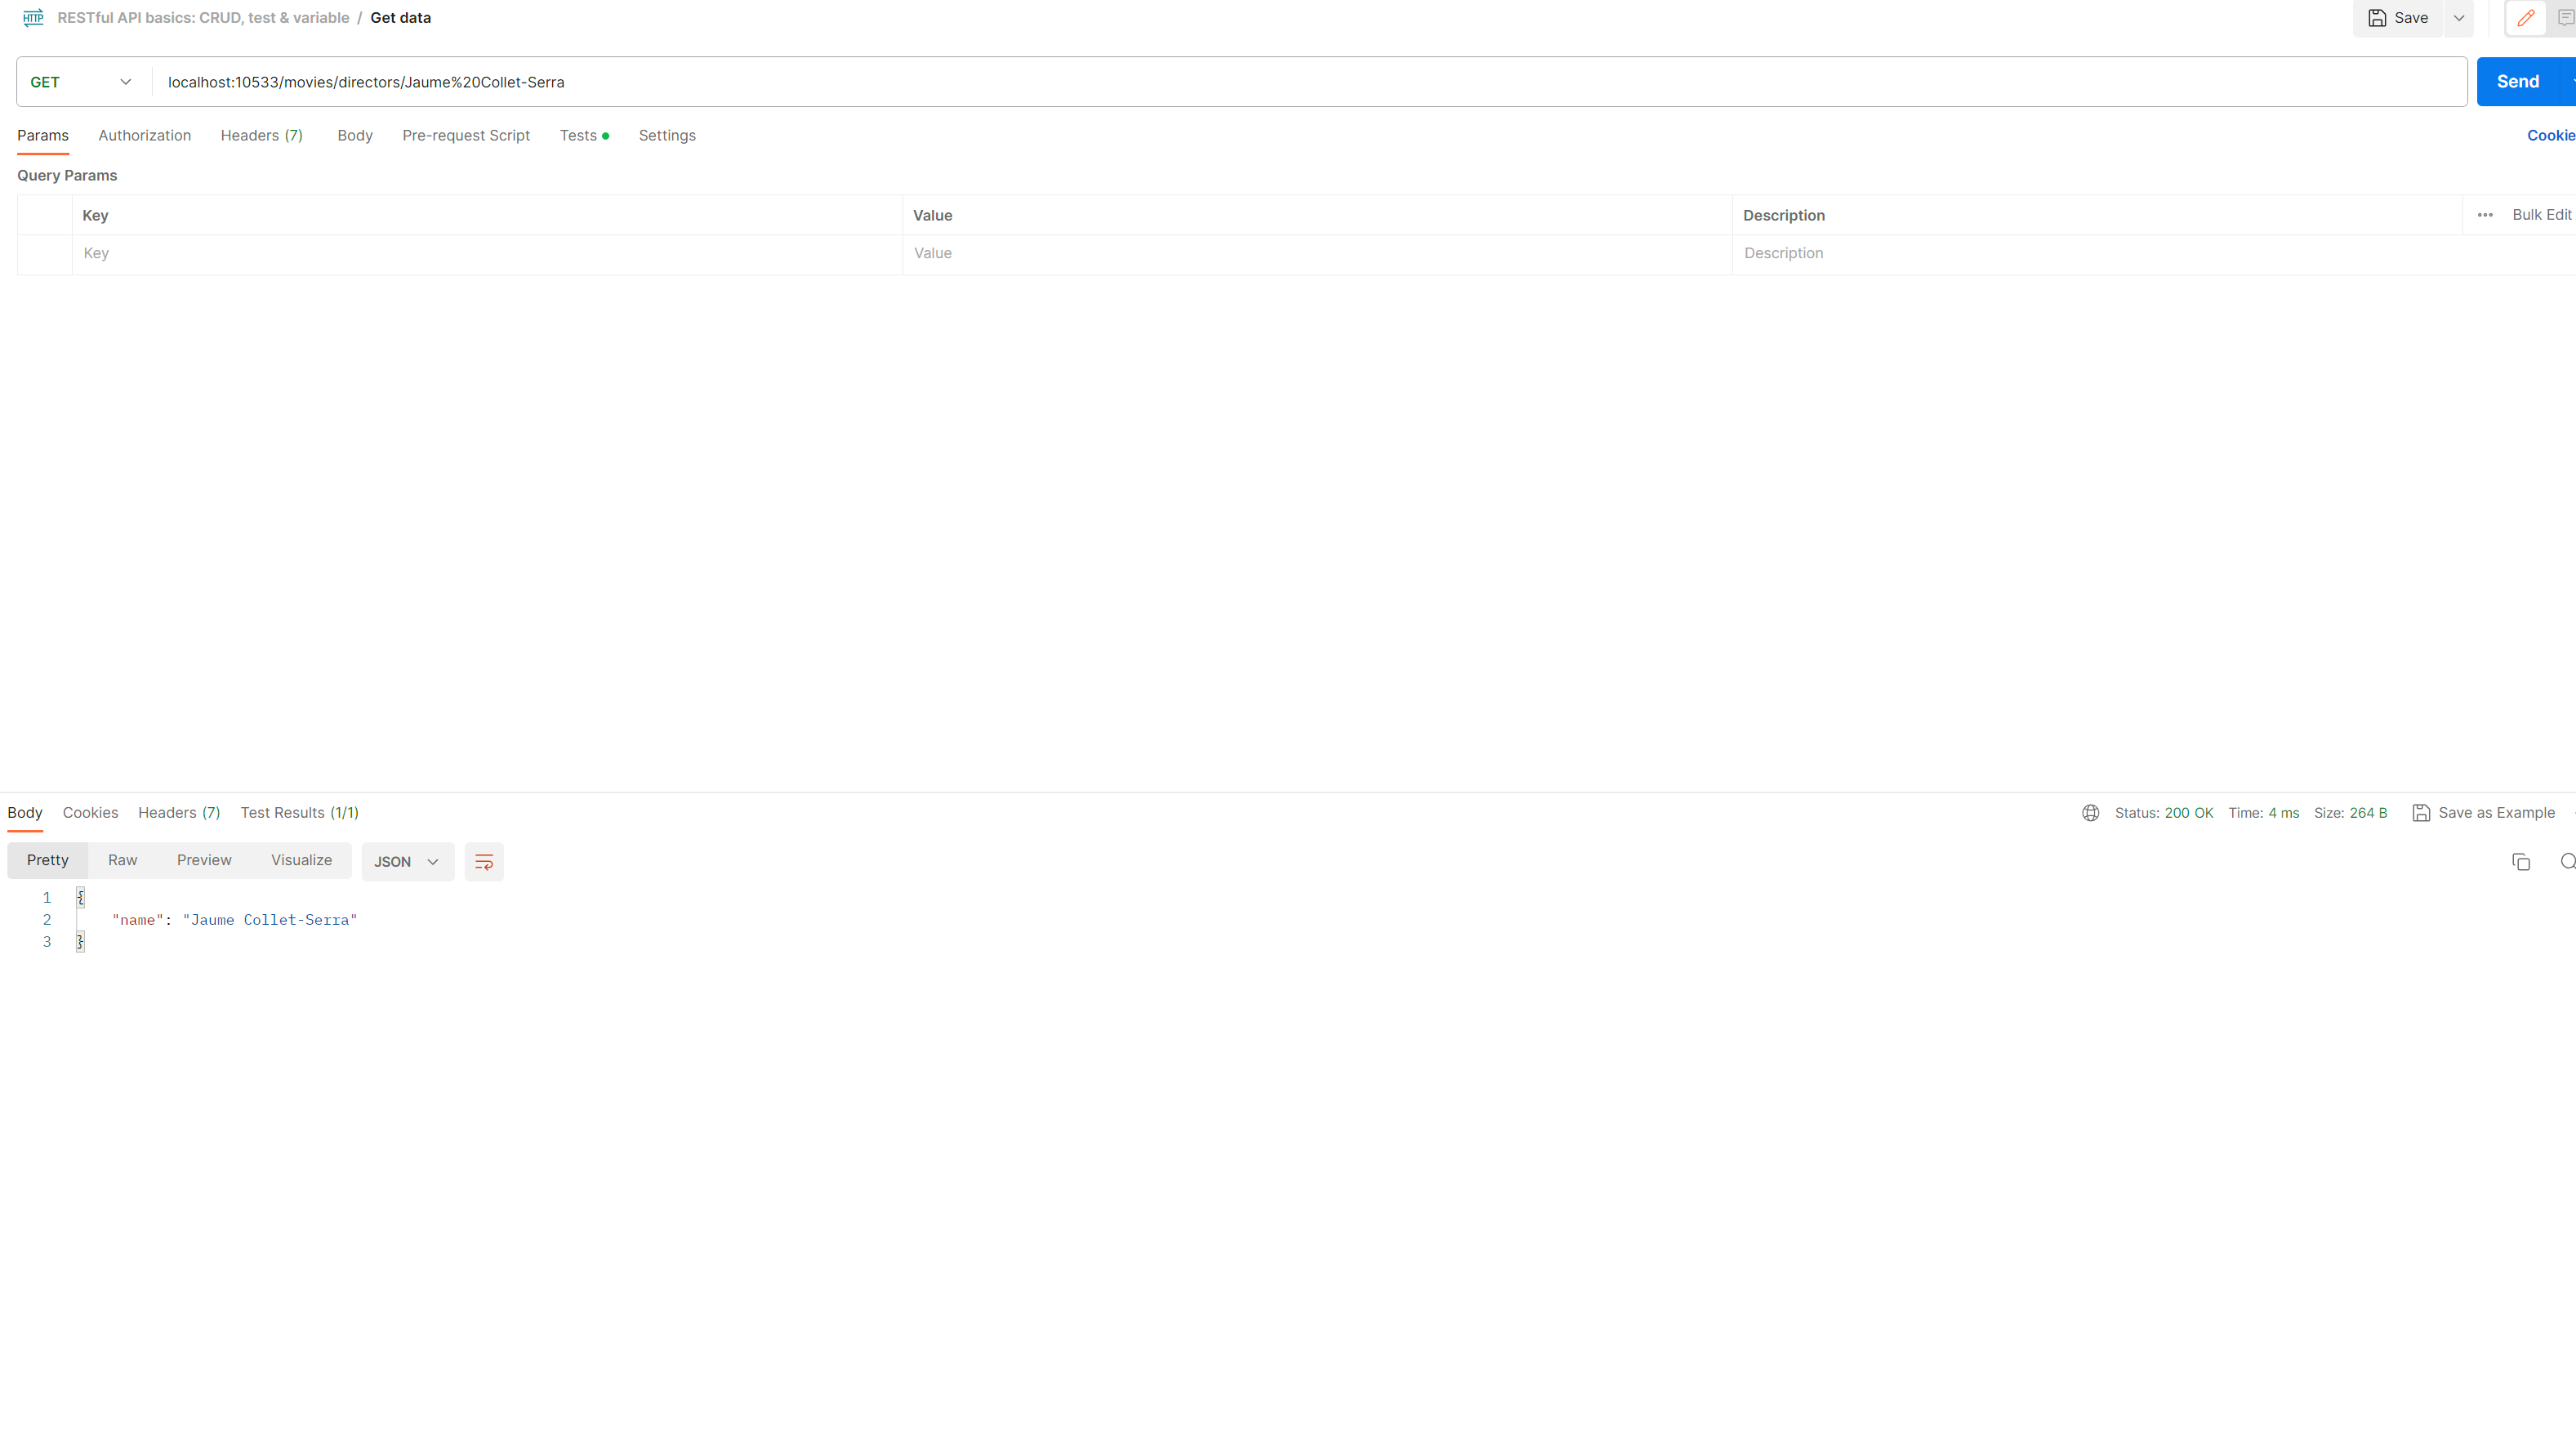 HTTP RESTful API basics: CRUD, test & variable / Get data Save
GET localhost:10533/movies/directors/Jaume%20Collet-Serra Send
Params Authorization Headers (7) Body Pre-request Script Tests Settings Cookie
Query Params
Key Value Description Bulk Edit
Key Value Description
Body Cookies Headers (7) Test Results (1/1) Status: 200 OK Time: 4 ms Size: 264 B Save as Example
Pretty Raw Preview Visualize JSON
1 {
2 "name": "Jaume Collet-Serra"
3 }